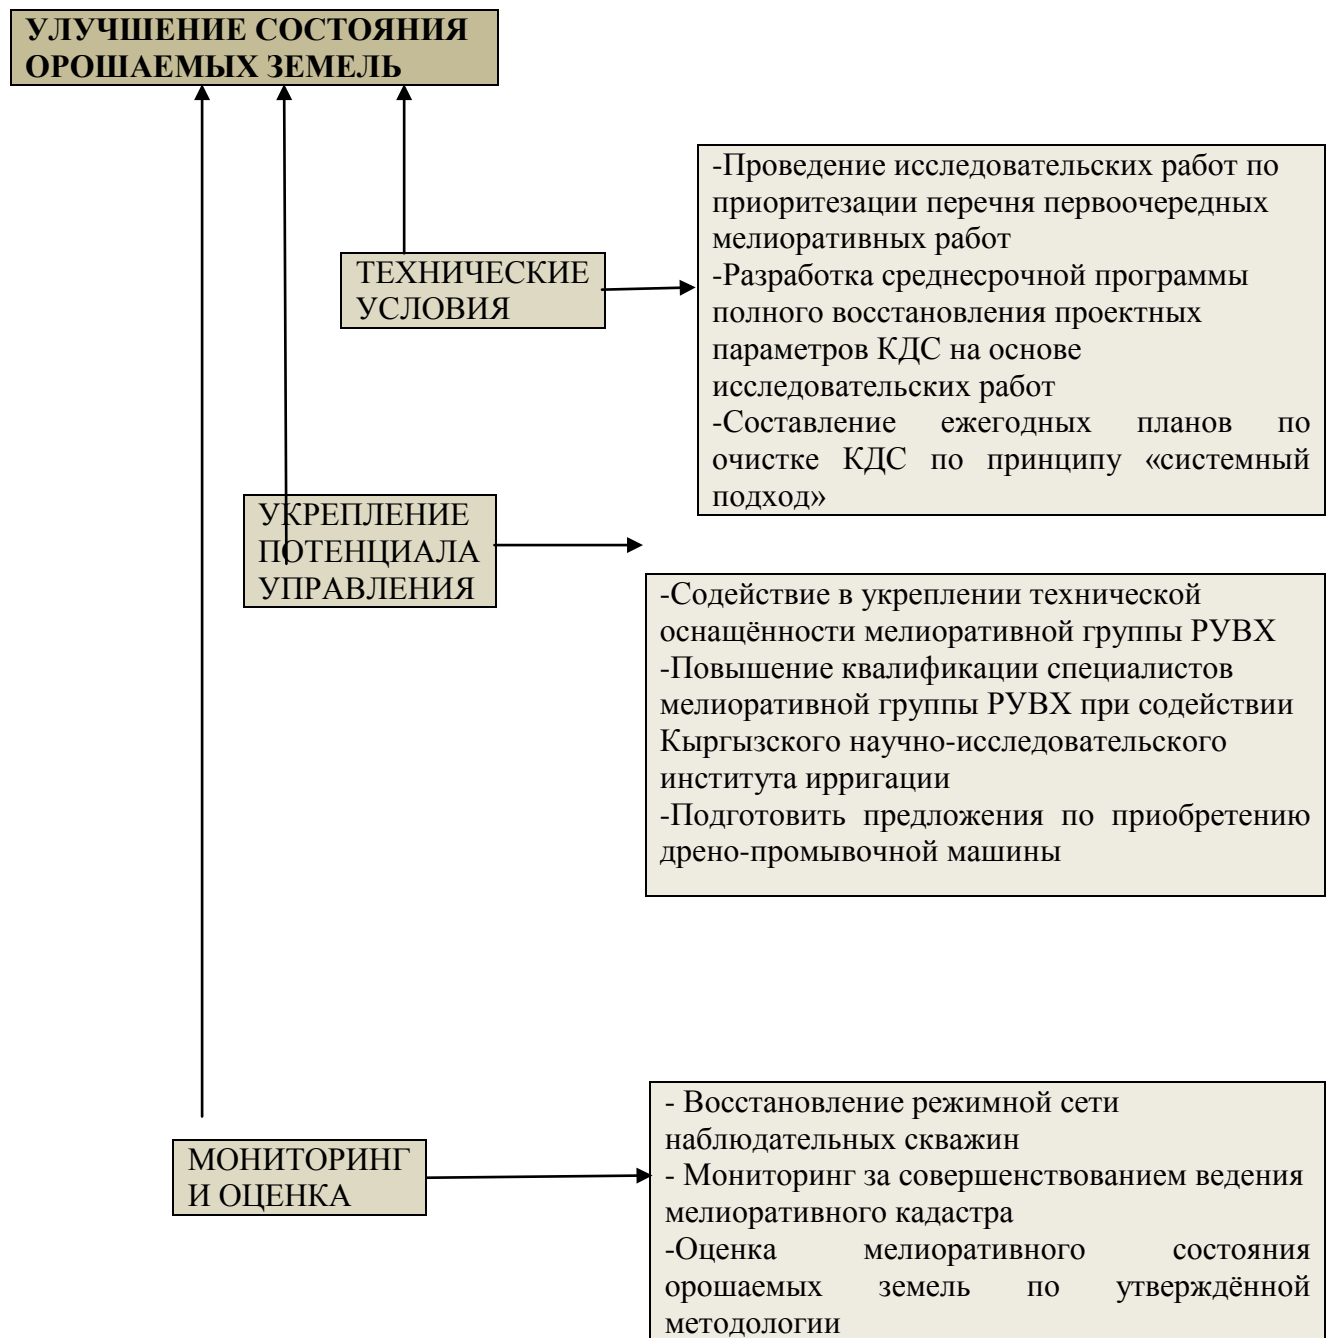 УЛУЧШЕНИЕ СОСТОЯНИЯ
ОРОШАЕМЫХ ЗЕМЕЛЬ
ТЕХНИЧЕСКИЕ
УСЛОВИЯ
-Проведение исследовательских работ по
приоритезации перечня первоочередных
мелиоративных работ
-Разработка среднесрочной программы
полного восстановления проектных
параметров КДС на основе
исследовательских работ
-Составление ежегодных планов по
очистке КДС по принципу «системный
подход»
УКРЕПЛЕНИЕ
ПОТЕНЦИАЛА
УПРАВЛЕНИЯ
-Содействие в укреплении технической
оснащённости мелиоративной группы РУВХ
-Повышение квалификации специалистов
мелиоративной группы РУВХ при содействии
Кыргызского научно-исследовательского
института ирригации
-Подготовить предложения по приобретению
дрено-промывочной машины
МОНИТОРИНГ
И ОЦЕНКА
- Восстановление режимной сети
наблюдательных скважин
- Мониторинг за совершенствованием ведения
мелиоративного кадастра
-Оценка мелиоративного состояния
орошаемых земель по утверждённой
методологии